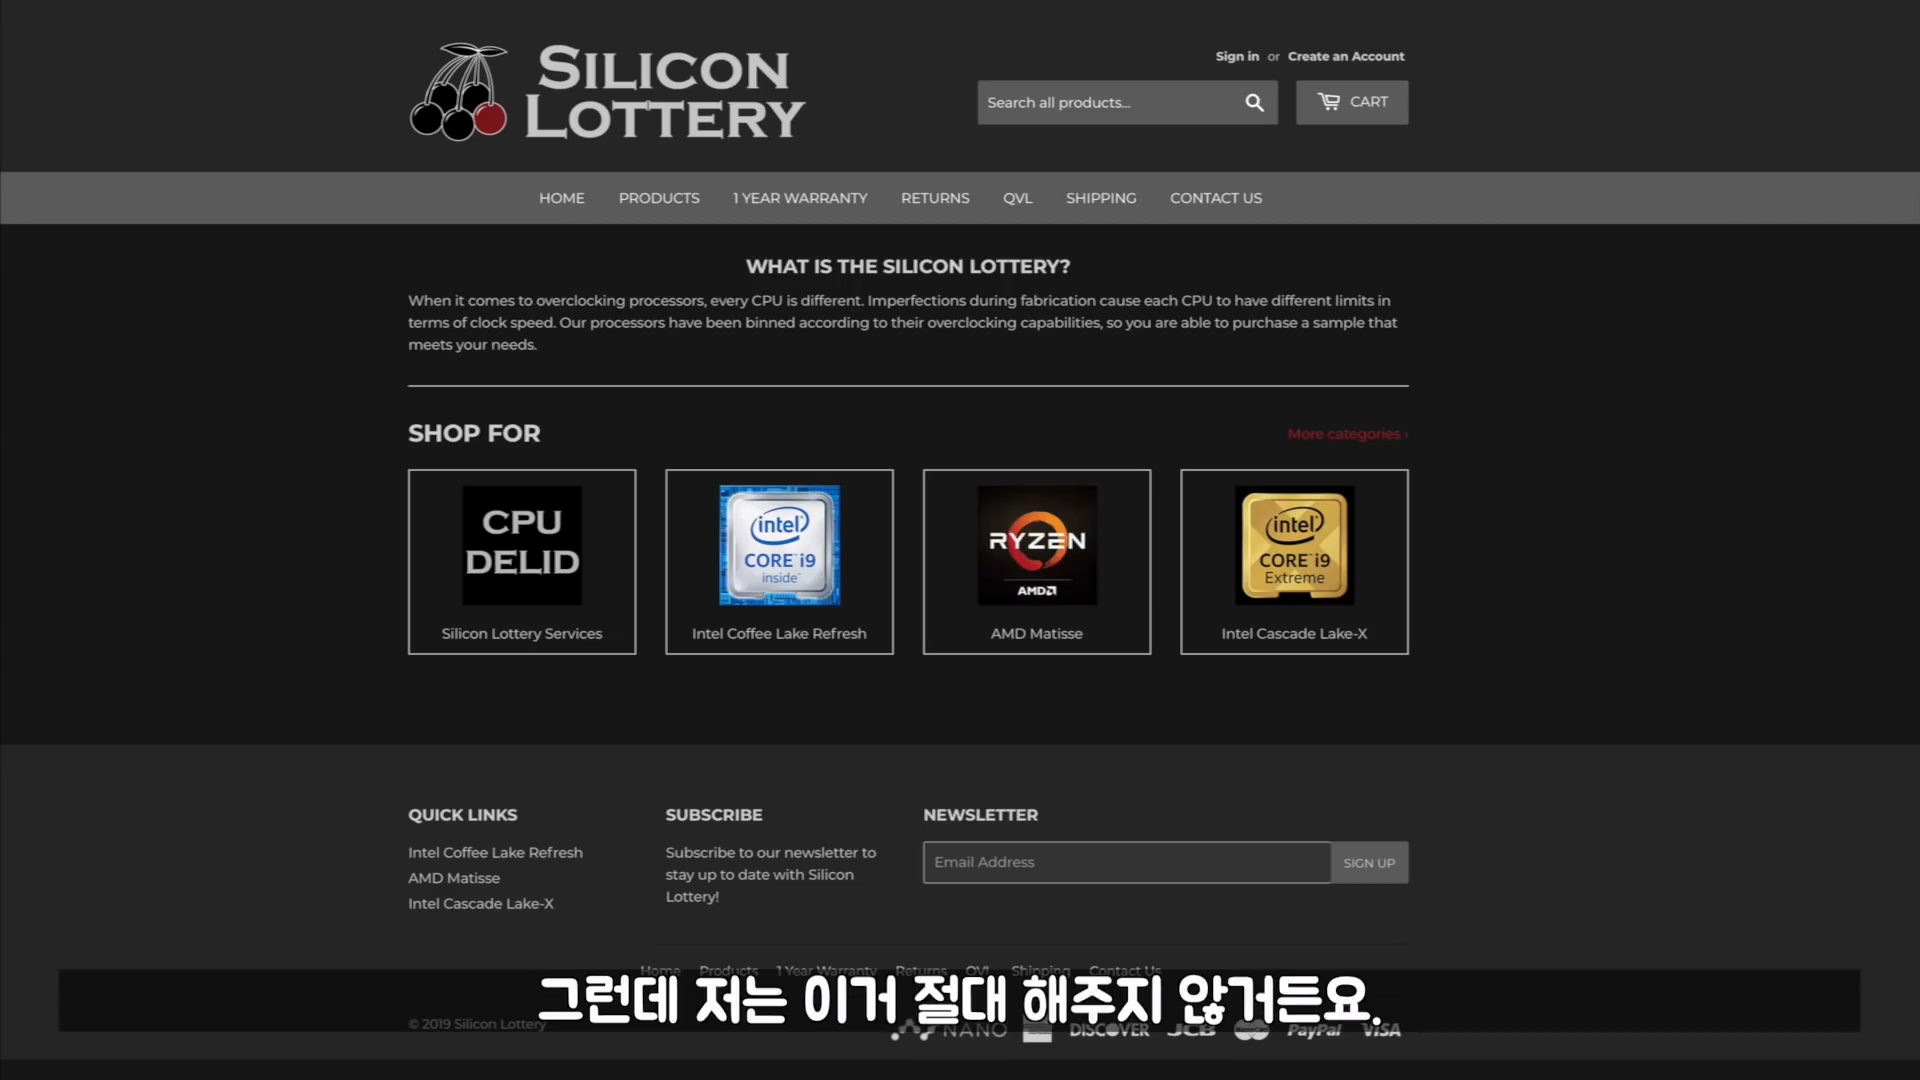 SILICON
LOTTERY
Sign in or Create an Account
Search all products...
CART
HOME PRODUCTS 1 YEAR WARRANTY RETURNS QVL SHIPPING CONTACT US
WHAT IS THE SILICON LOTTERY?
When it comes to overclocking processors, every CPU is different. Imperfections during fabrication cause each CPU to have different limits in
terms of clock speed. Our processors have been binned according to their overclocking capabilities, so you are able to purchase a sample that
meets your needs.
SHOP FOR
More categories ›
CPU
DELID
Silicon Lottery Services
intel
CORE™ i9
inside™
Intel Coffee Lake Refresh
RYZEN
AMD
AMD Matisse
intel
CORE™ i9
Extreme
Intel Cascade Lake-X
QUICK LINKS
Intel Coffee Lake Refresh
AMD Matisse
Intel Cascade Lake-X
SUBSCRIBE
Subscribe to our newsletter to
stay up to date with Silicon
Lottery!
NEWSLETTER
Email Address
SIGN UP
Home Products 1 Year Warranty Returns QVL Shipping Contact Us
그런데 저는 이거 절대 해주지 않거든요.
© 2019 Silicon Lottery
NANO DISCOVER JCB PayPal VISA